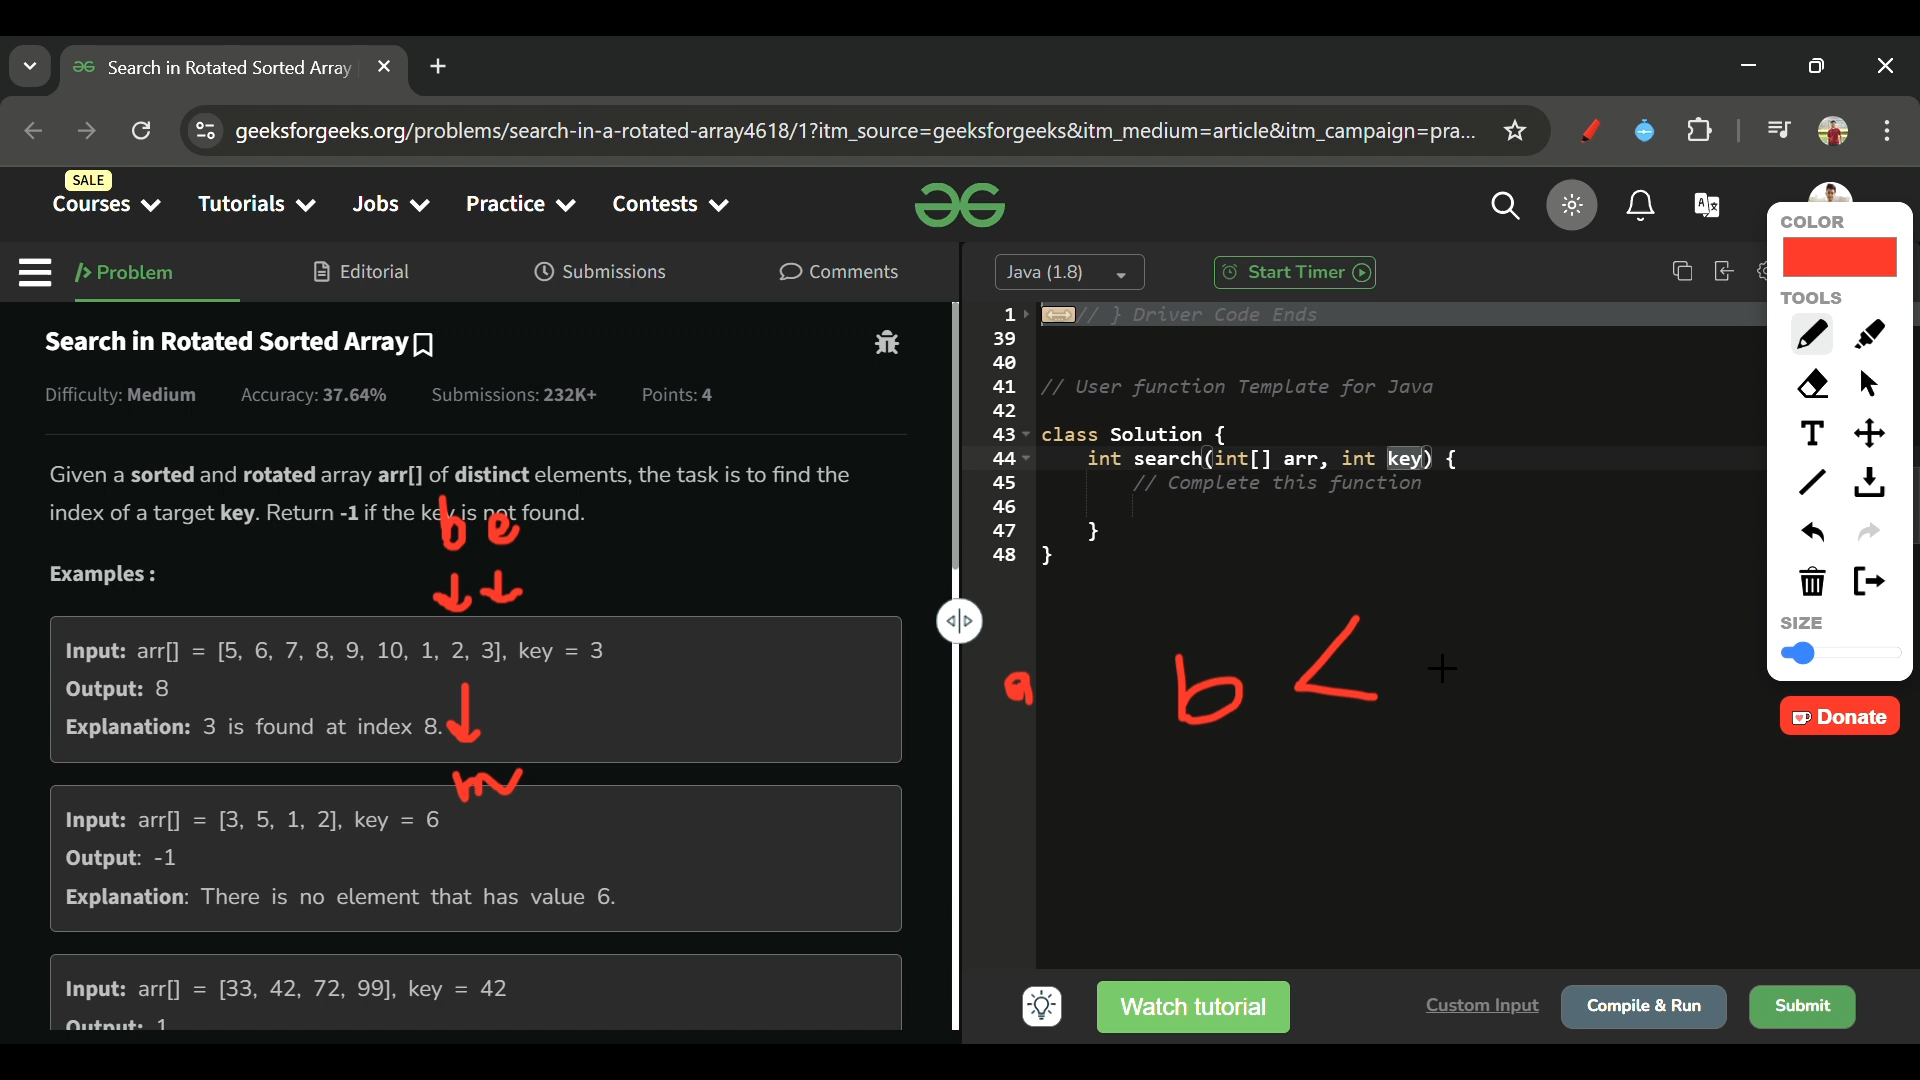 Search in Rotated Sorted Array
geeksforgeeks.org/problems/search-in-a-rotated-array4618/1?itm_source=geeksforgeeks&itm_medium=article&itm_campaign=pra...
SALE
Courses Tutorials Jobs Practice Contests
Problem Editorial Submissions Comments
Java (1.8) Start Timer
Search in Rotated Sorted Array
Difficulty: Medium Accuracy: 37.64% Submissions: 232K+ Points: 4
Given a sorted and rotated array arr[] of distinct elements, the task is to find the
index of a target key. Return -1 if the key is not found.
b e
Examples :
Input: arr[] = [5, 6, 7, 8, 9, 10, 1, 2, 3], key = 3
Output: 8
Explanation: 3 is found at index 8.
m
Input: arr[] = [3, 5, 1, 2], key = 6
Output: -1
Explanation: There is no element that has value 6.
Input: arr[] = [33, 42, 72, 99], key = 42
Output: 1
1 // } Driver Code Ends
39
40
41 // User function Template for Java
42
43 class Solution {
44 int search(int[] arr, int key) {
45 // Complete this function
46
47 }
48 }
b <
COLOR
TOOLS
T
SIZE
Donate
Watch tutorial Custom Input Compile & Run Submit